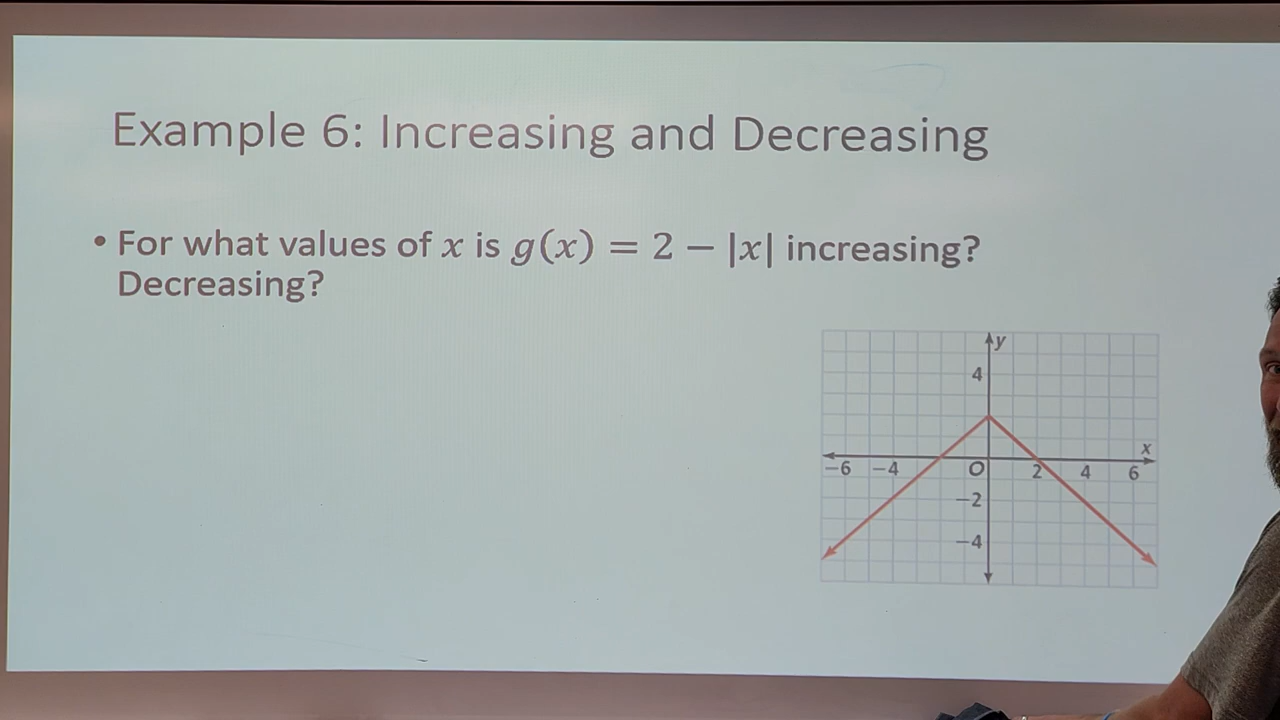 Example 6: Increasing and Decreasing
• For what values of x is g(x) = 2 − |x| increasing?
Decreasing?
y
4
x
−6 −4 O 2 4 6
−2
−4